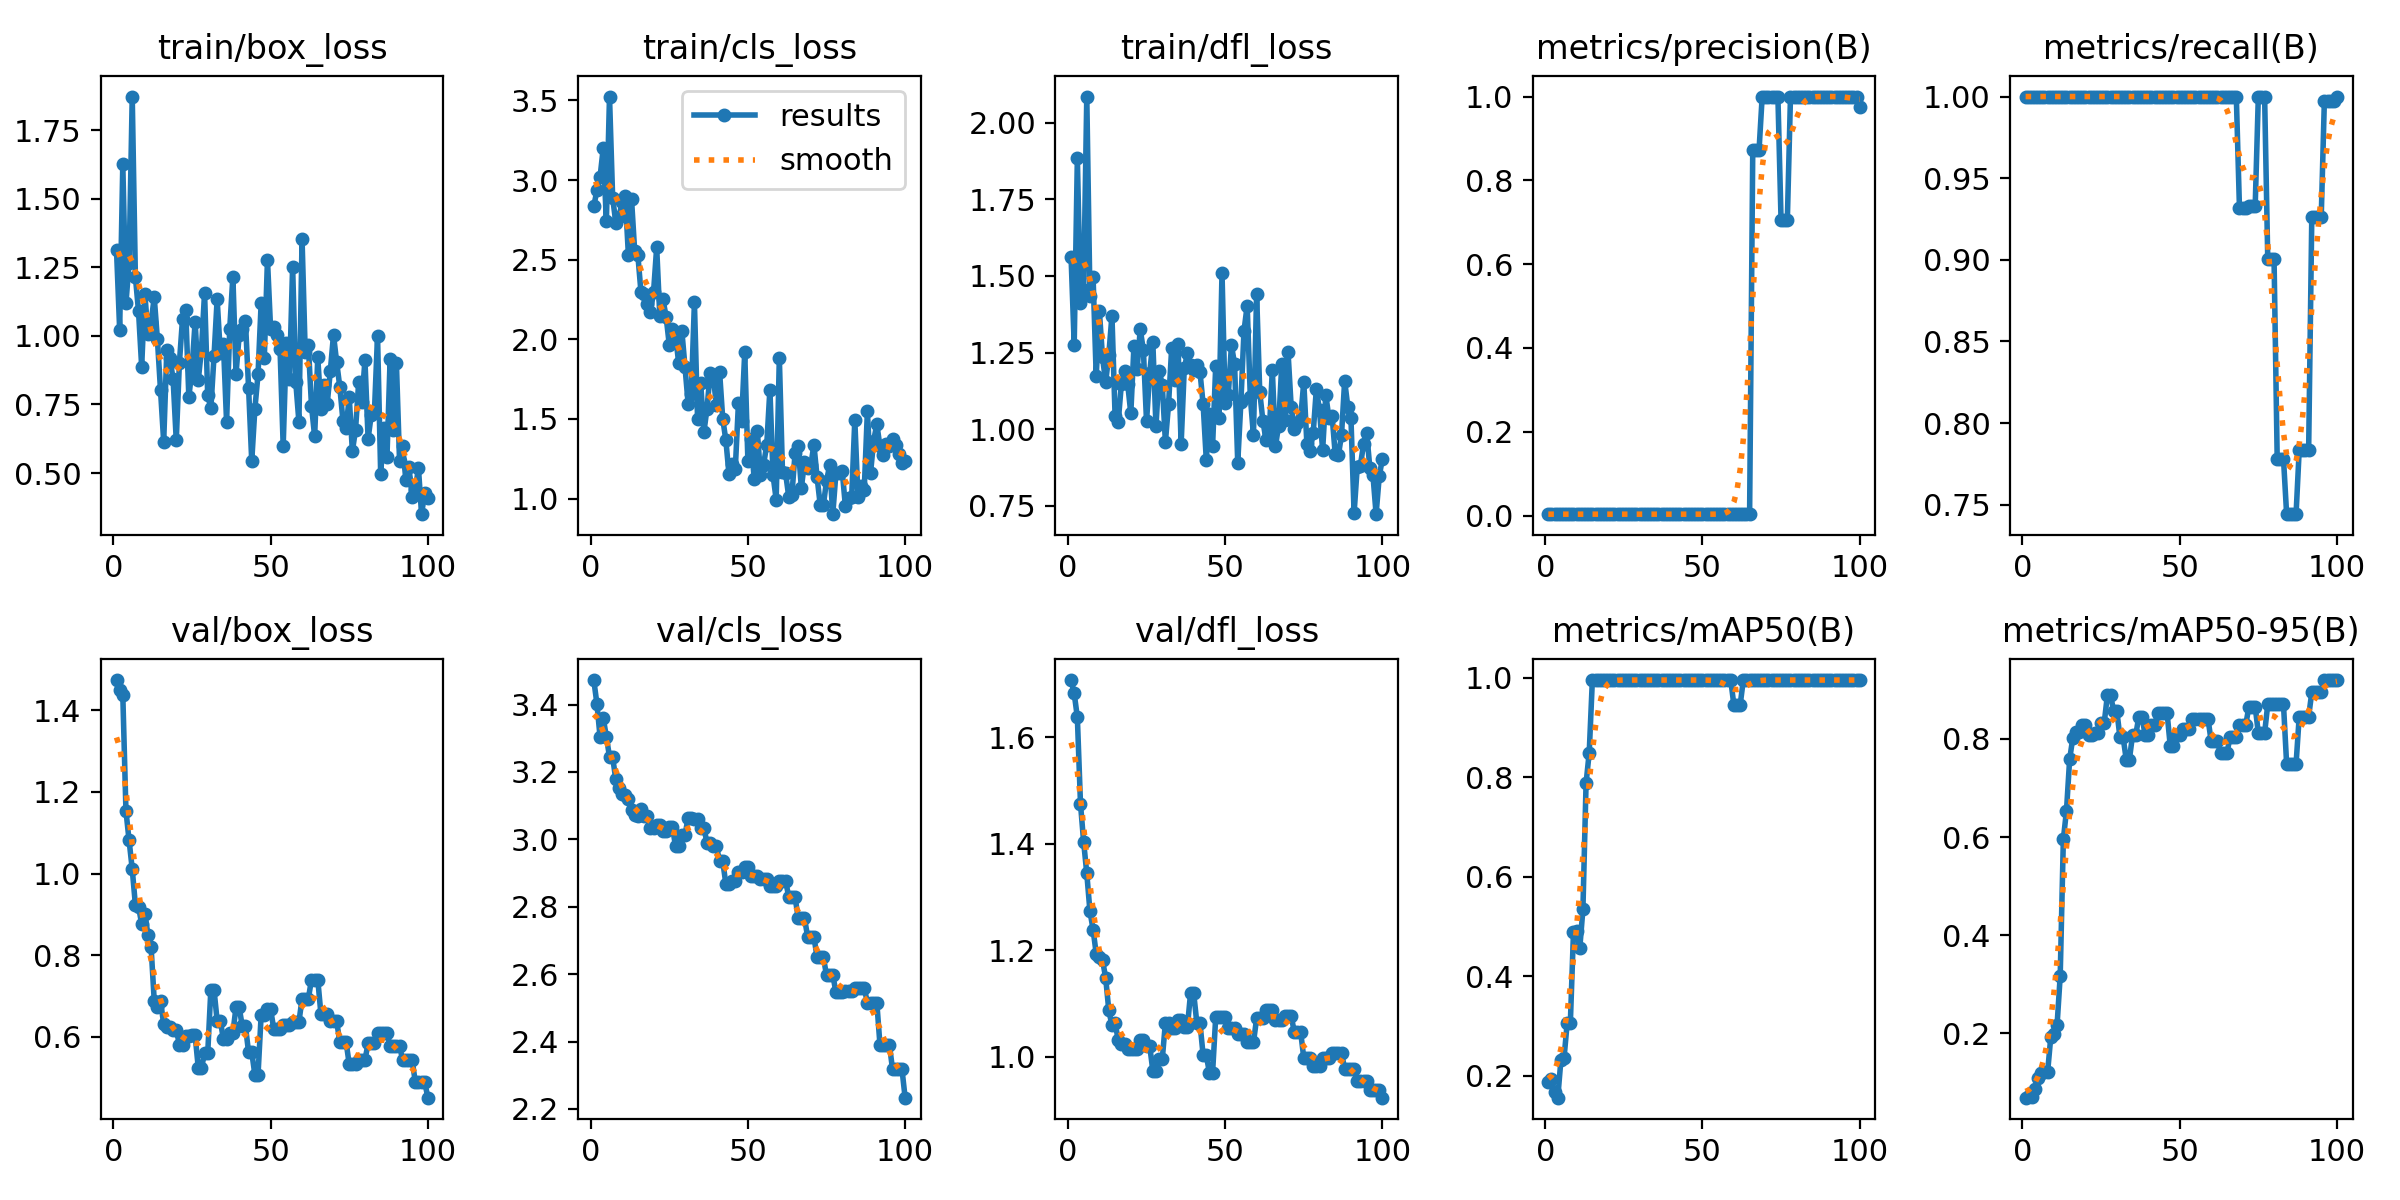 train/box_loss
1.75
1.50
1.25
1.00
0.75
0.50
0 50 100
train/cls_loss
results
smooth
3.5
3.0
2.5
2.0
1.5
1.0
0 50 100
train/dfl_loss
2.00
1.75
1.50
1.25
1.00
0.75
0 50 100
metrics/precision(B)
1.0
0.8
0.6
0.4
0.2
0.0
0 50 100
metrics/recall(B)
1.00
0.95
0.90
0.85
0.80
0.75
0 50 100
val/box_loss
1.4
1.2
1.0
0.8
0.6
0 50 100
val/cls_loss
3.4
3.2
3.0
2.8
2.6
2.4
2.2
0 50 100
val/dfl_loss
1.6
1.4
1.2
1.0
0 50 100
metrics/mAP50(B)
1.0
0.8
0.6
0.4
0.2
0 50 100
metrics/mAP50-95(B)
0.8
0.6
0.4
0.2
0 50 100